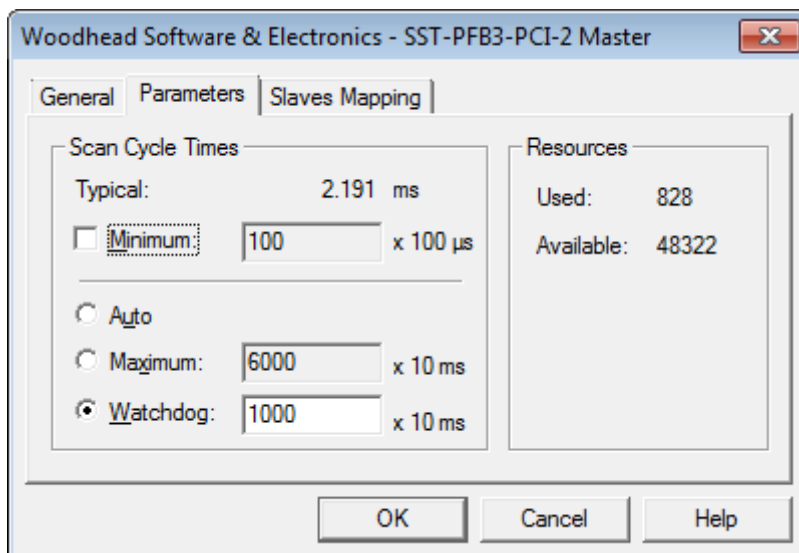 Woodhead Software & Electronics - SST-PFB3-PCI-2 Master
General Parameters Slaves Mapping
Scan Cycle Times
Typical: 2.191 ms
Minimum: 100 x 100 µs
Auto
Maximum: 6000 x 10 ms
Watchdog: 1000 x 10 ms
Resources
Used: 828
Available: 48322
OK Cancel Help